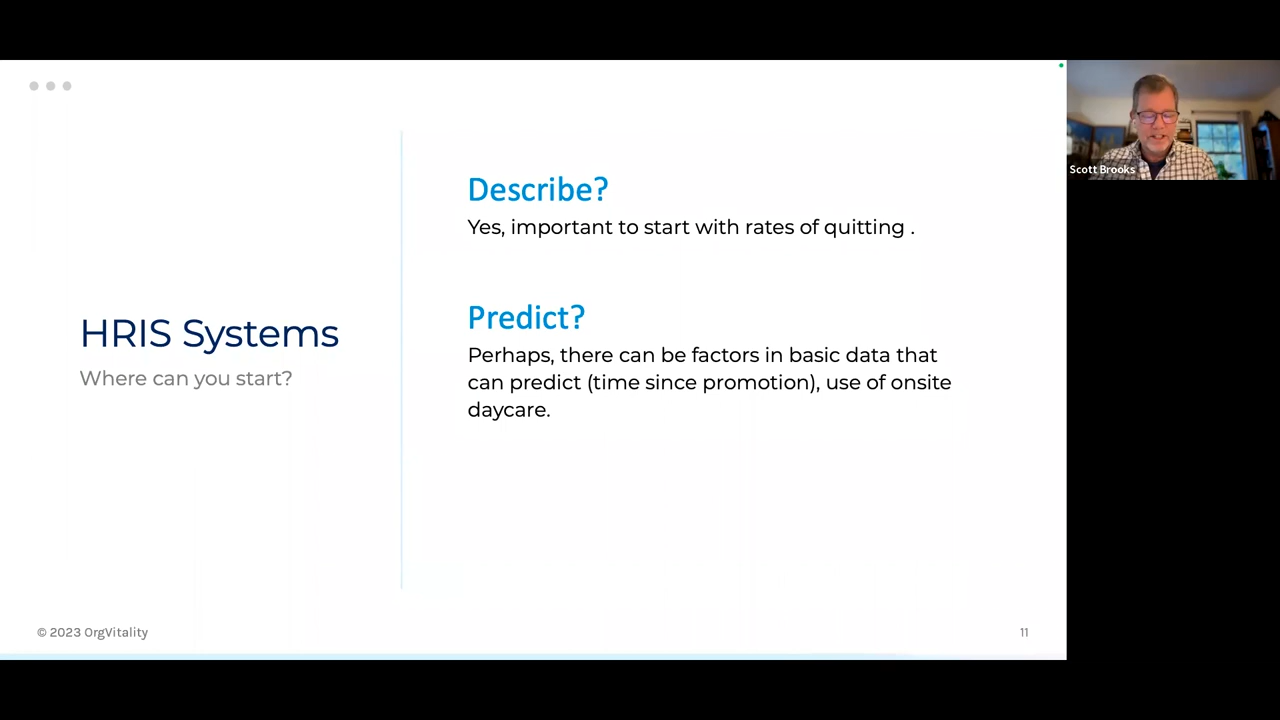 HRIS Systems
Where can you start?
Describe?
Yes, important to start with rates of quitting .
Predict?
Perhaps, there can be factors in basic data that
can predict (time since promotion), use of onsite
daycare.
© 2023 OrgVitality
11
Scott Brooks